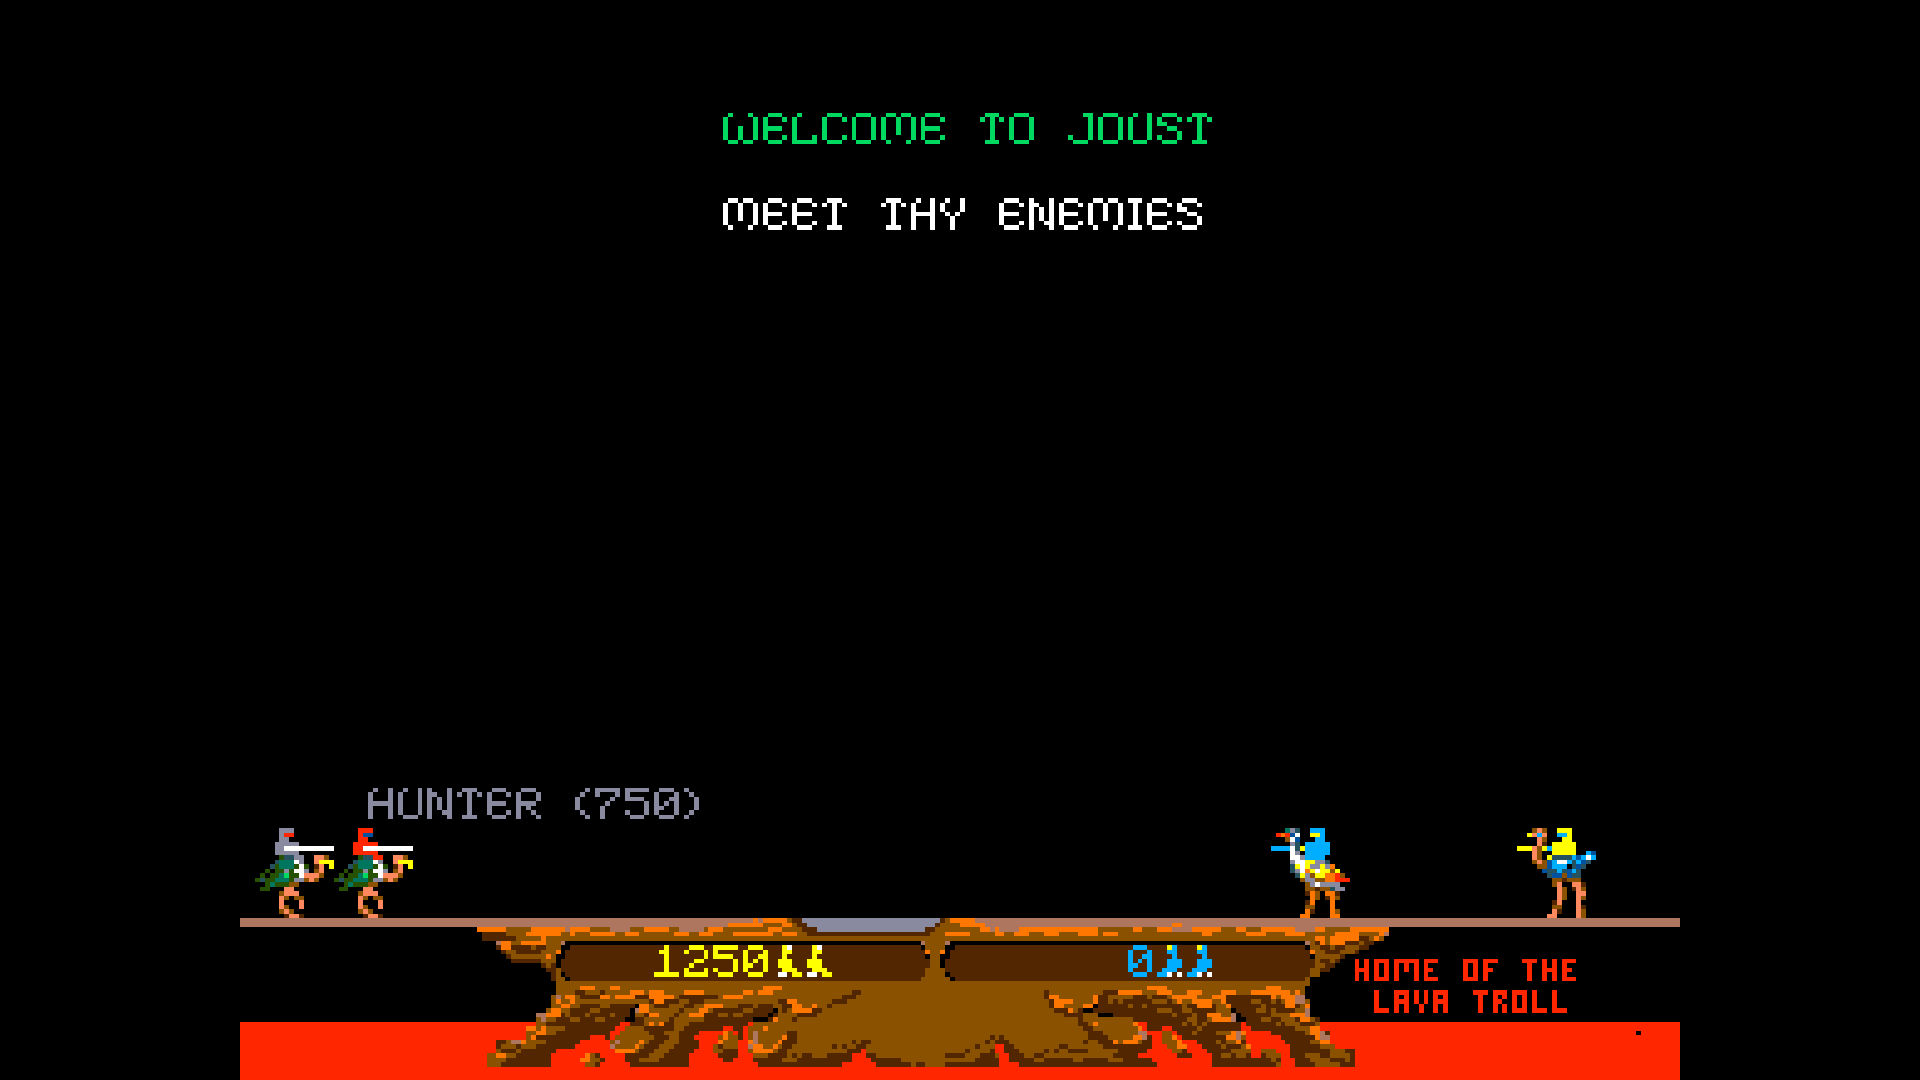 WELCOME TO JOUST
MEET THY ENEMIES
HUNTER (750)
1250 0
HOME OF THE
LAVA TROLL